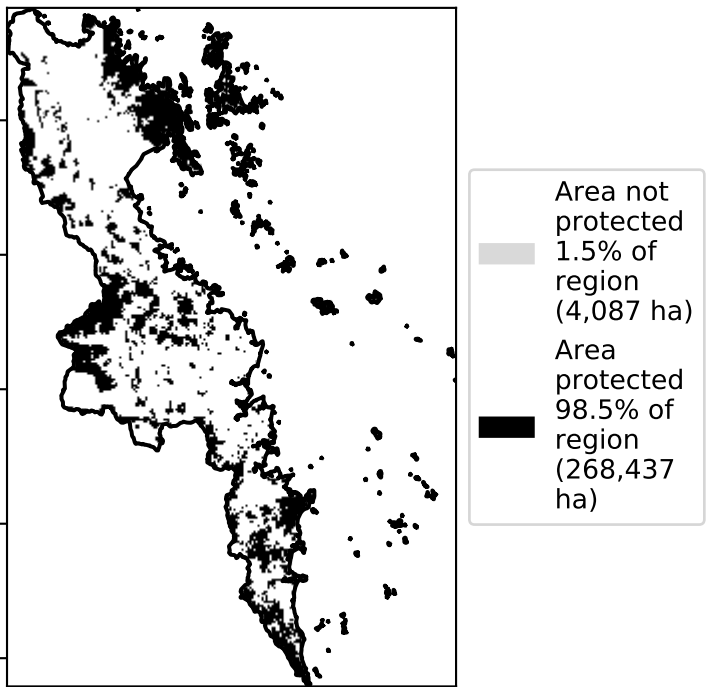 Area not
protected
1.5% of
region
(4,087 ha)
Area
protected
98.5% of
region
(268,437
ha)